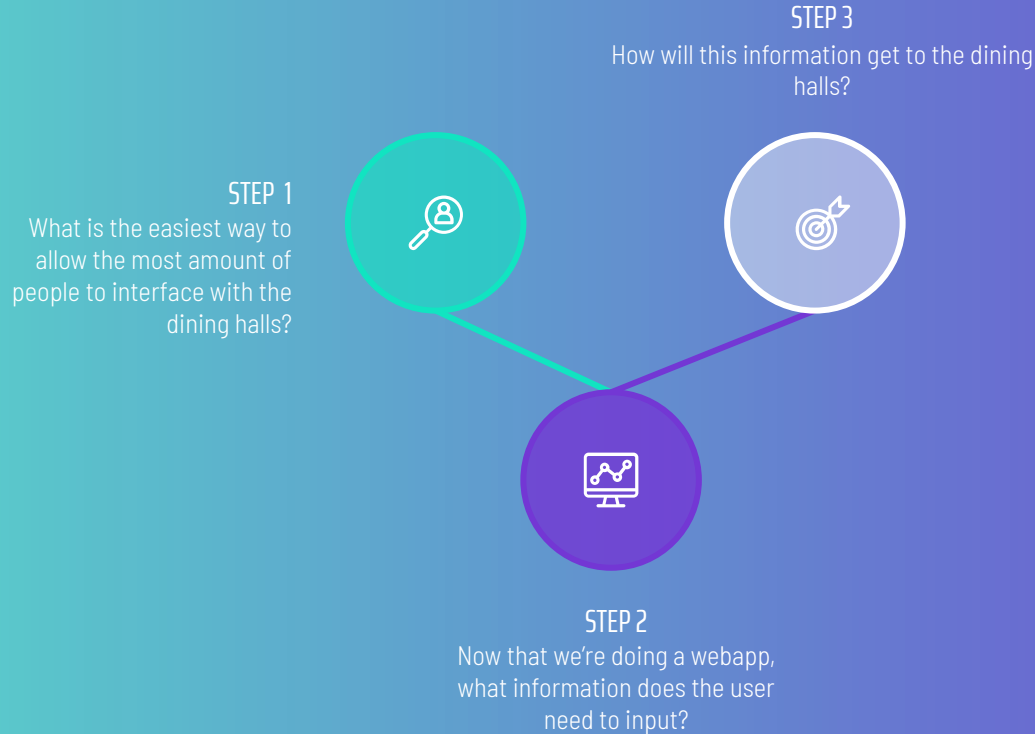 STEP 1
What is the easiest way to
allow the most amount of
people to interface with the
dining halls?
STEP 2
Now that we’re doing a webapp,
what information does the user
need to input?
STEP 3
How will this information get to the dining
halls?